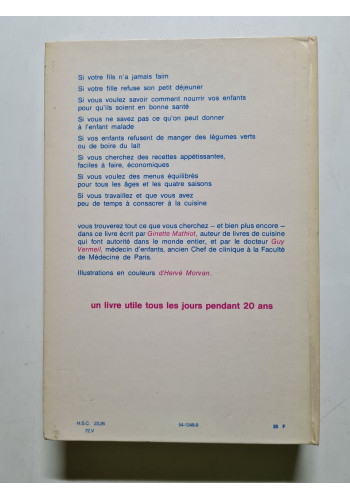 Si votre fils n'a jamais faim
Si votre fille refuse son petit déjeuner
Si vous voulez savoir comment nourrir vos enfants
pour qu'ils soient en bonne santé
Si vous ne savez pas ce qu'on peut donner
à l'enfant malade
Si vos enfants refusent de manger des légumes verts
ou de boire du lait
Si vous cherchez des recettes appétissantes,
faciles à faire, économiques
Si vous voulez des menus équilibrés
pour tous les âges et les quatre saisons
Si vous travaillez et que vous avez
peu de temps à consacrer à la cuisine
vous trouverez tout ce que vous cherchez – et bien plus encore –
dans ce livre écrit par Ginette Mathiot, auteur de livres de cuisine
qui font autorité dans le monde entier, et par le docteur Guy
Vermeil, médecin d'enfants, ancien Chef de clinique à la Faculté
de Médecine de Paris.
Illustrations en couleurs d'Hervé Morvan.
un livre utile tous les jours pendant 20 ans
H.S.C.
72.V
F